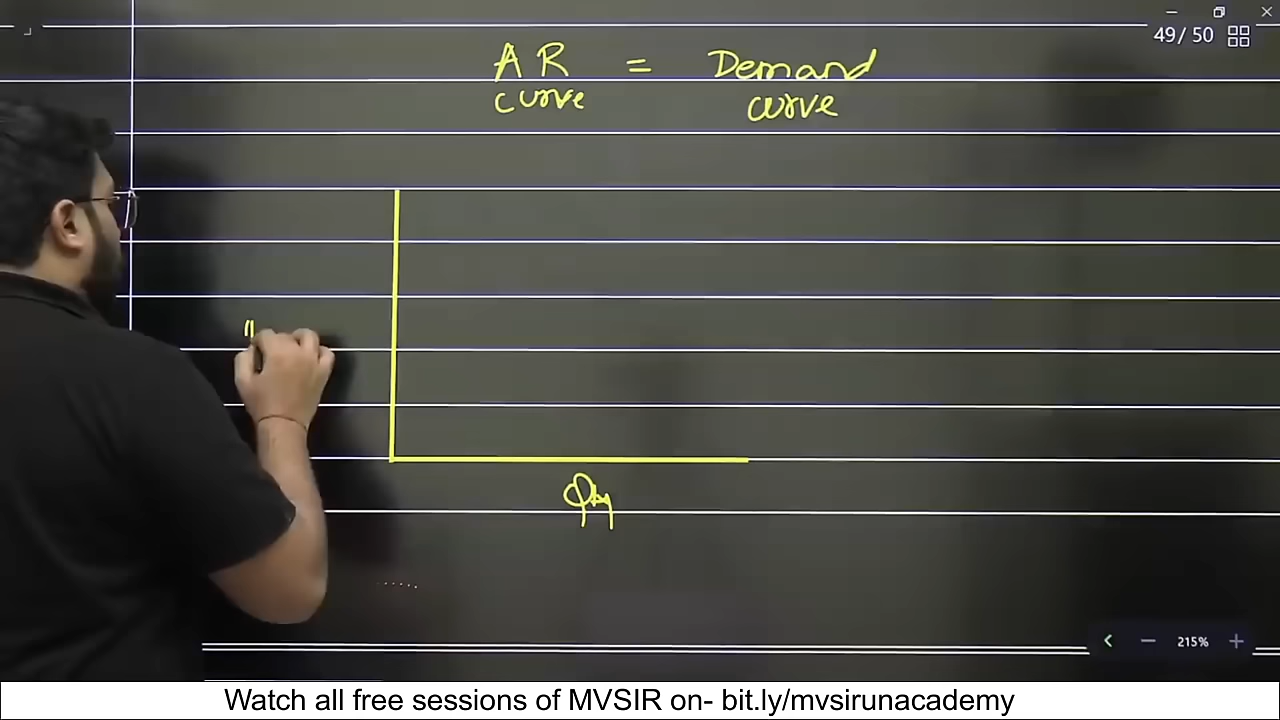 49/ 50
AR = Demand
curve curve
Qty
215%
Watch all free sessions of MVSIR on- bit.ly/mvsirunacademy